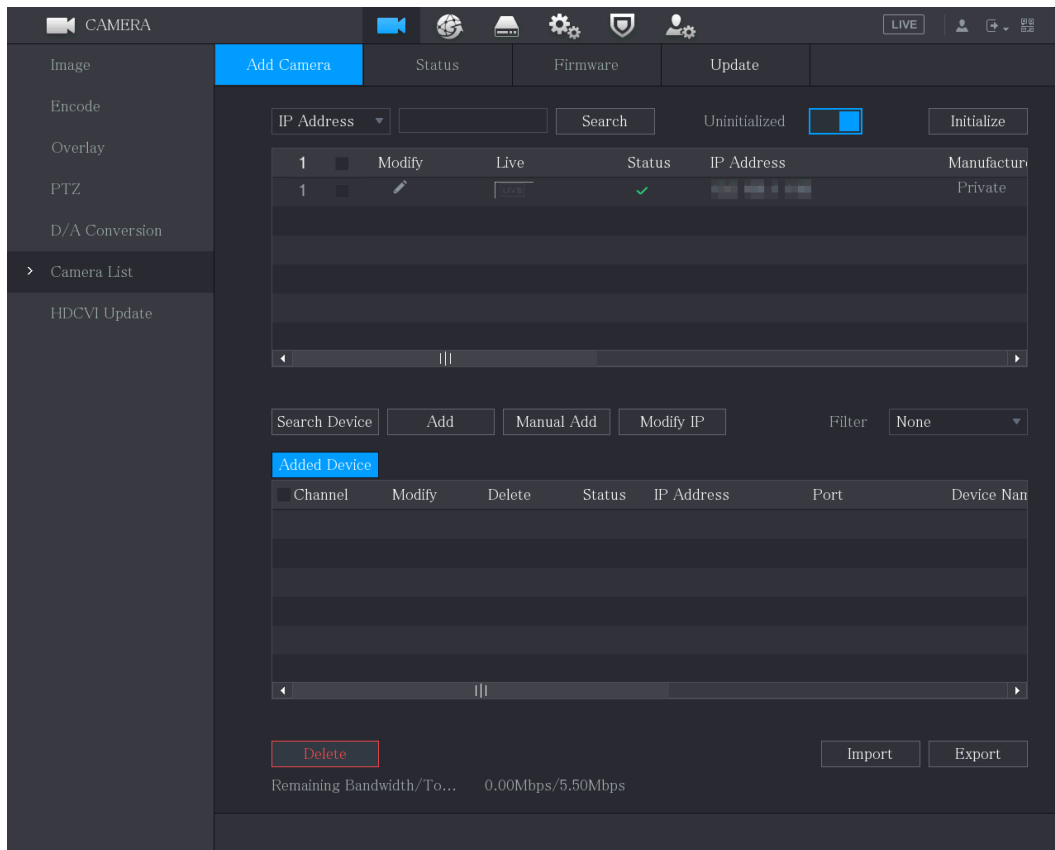 CAMERA LIVE
Image Add Camera Status Firmware Update
Encode
IP Address Search Uninitialized Initialize
Overlay
1 Modify Live Status IP Address Manufacture
PTZ 1 LIVE Private
D/A Conversion
Camera List
HDCVI Update
Search Device Add Manual Add Modify IP Filter None
Added Device
Channel Modify Delete Status IP Address Port Device Nam
Delete Import Export
Remaining Bandwidth/To... 0.00Mbps/5.50Mbps